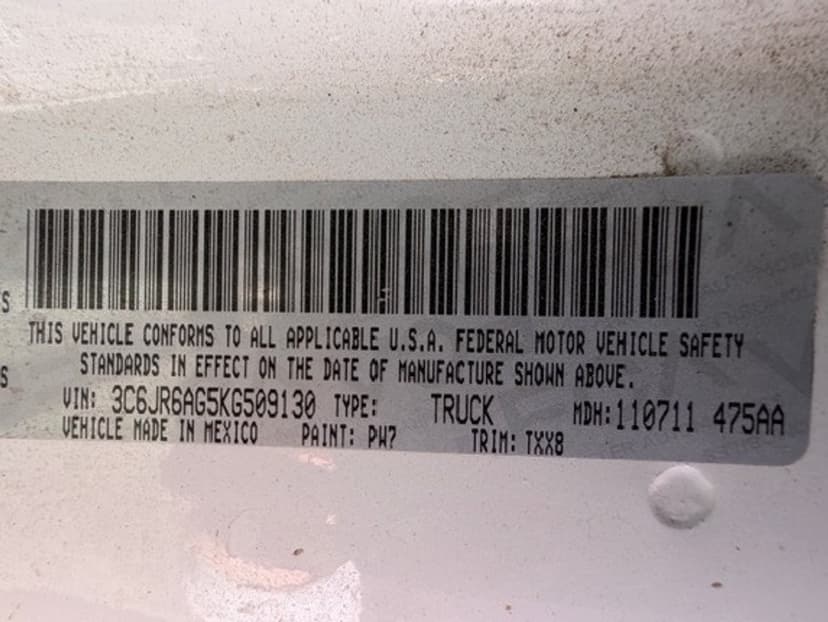 S
THIS VEHICLE CONFORMS TO ALL APPLICABLE U.S.A. FEDERAL MOTOR VEHICLE SAFETY
S
STANDARDS IN EFFECT ON THE DATE OF MANUFACTURE SHOWN ABOVE.
VIN: 3C6JR6AG5KG509130 TYPE: TRUCK MDH:110711 475AA
VEHICLE MADE IN MEXICO PAINT: PW7 TRIM: TXX8